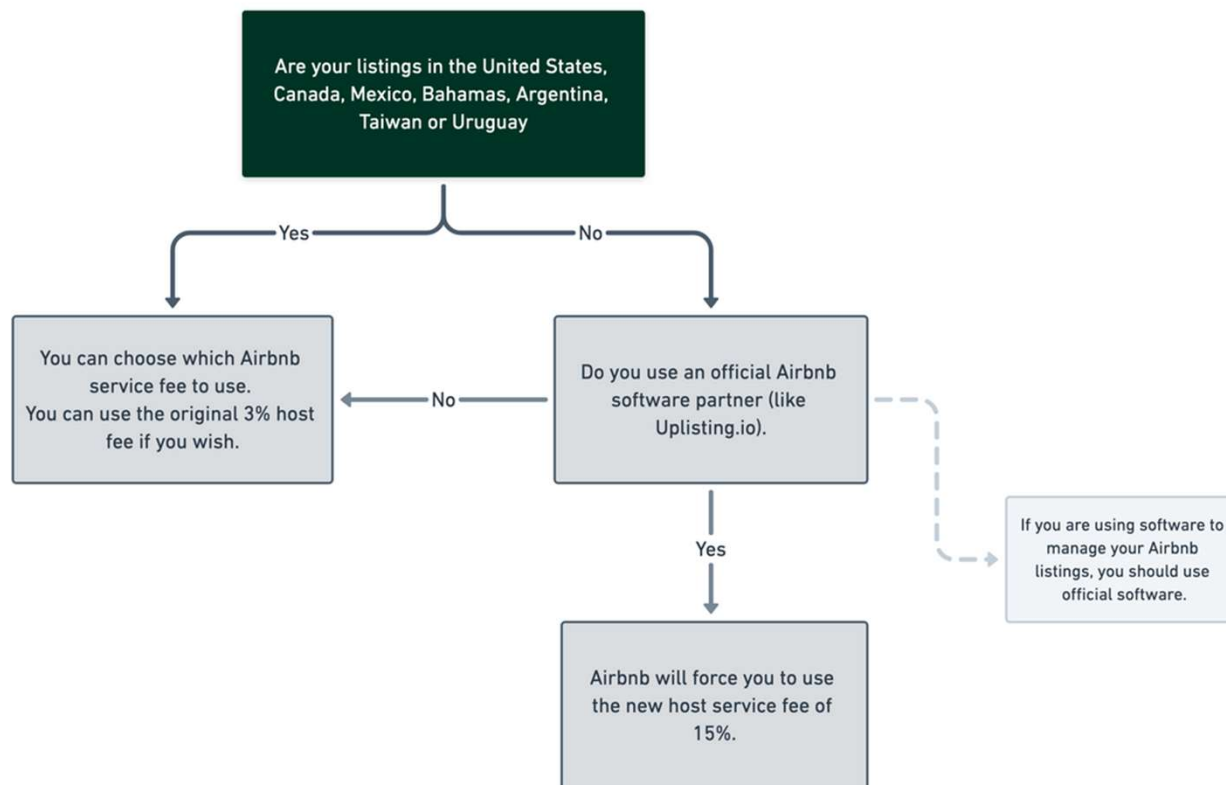 Are your listings in the United States,
Canada, Mexico, Bahamas, Argentina,
Taiwan or Uruguay
Yes
No
You can choose which Airbnb
service fee to use.
You can use the original 3% host
fee if you wish.
No
Do you use an official Airbnb
software partner (like
Uplisting.io).
Yes
If you are using software to
manage your Airbnb
listings, you should use
official software.
Airbnb will force you to use
the new host service fee of
15%.